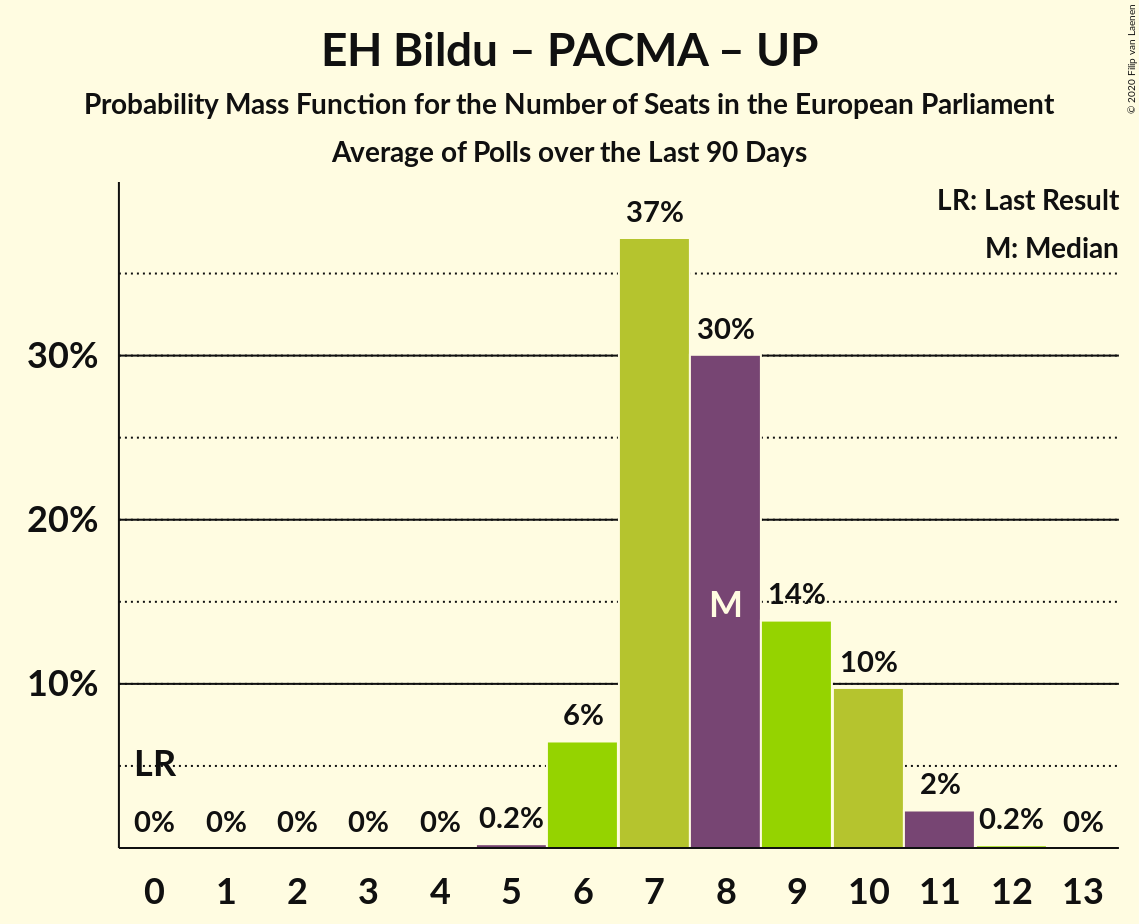 EH Bildu – PACMA – UP
Probability Mass Function for the Number of Seats in the European Parliament
Average of Polls over the Last 90 Days
© 2020 Filip van Laenen
LR: Last Result
M: Median
37%
30%
30%
20%
M
14%
10%
10%
6%
LR
2%
0% 0% 0% 0% 0% 0.2% 0.2% 0%
0 1 2 3 4 5 6 7 8 9 10 11 12 13